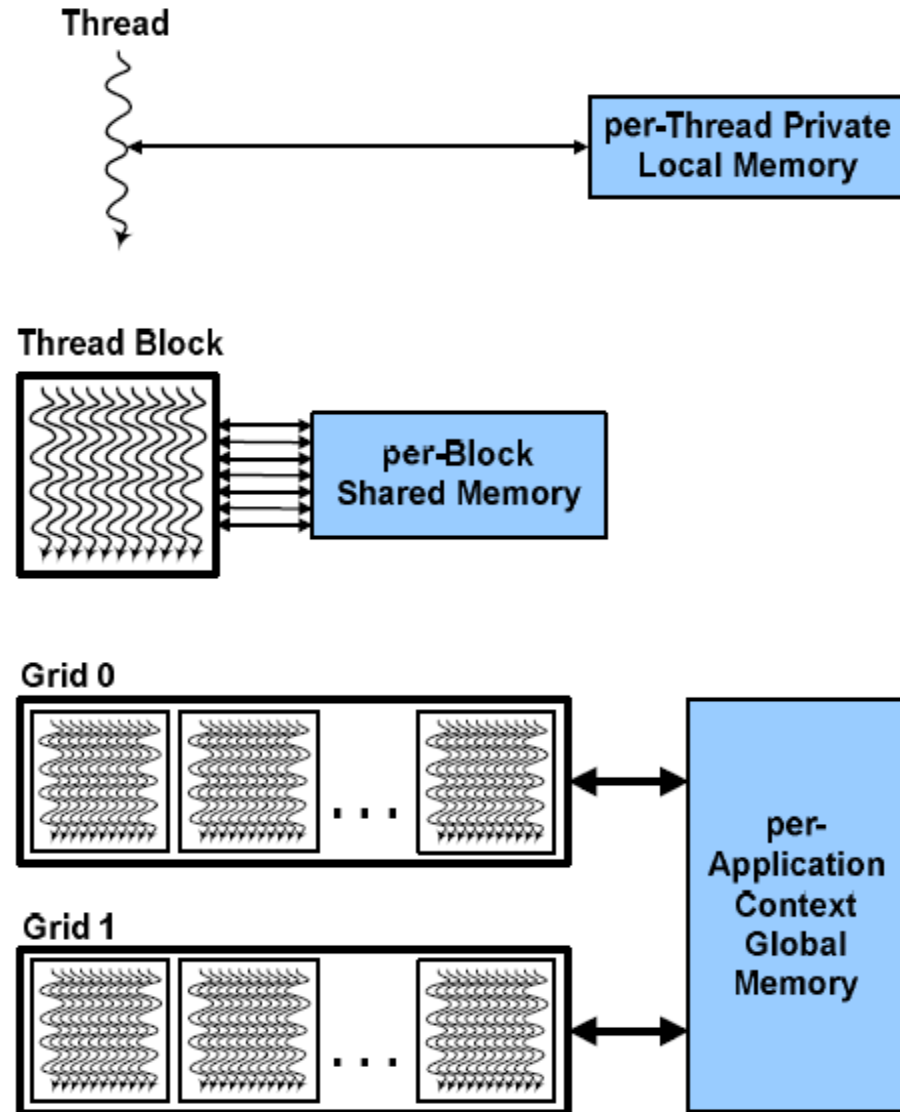 Thread
per-Thread Private
Local Memory
Thread Block
per-Block
Shared Memory
Grid 0
. . .
per-
Application
Context
Global
Memory
Grid 1
. . .